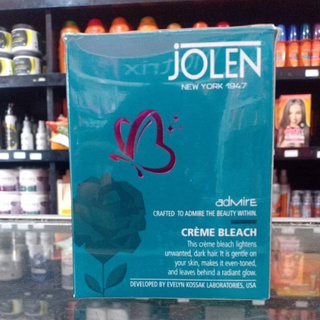 JOLEN
NEW YORK 1947
admIRE
CRAFTED TO ADMIRE THE BEAUTY WITHIN.
CRÈME BLEACH
This crème bleach lightens
unwanted, dark hair. It is gentle on
your skin, makes it even-toned,
and leaves behind a radiant glow.
DEVELOPED BY EVELYN KOSSAK LABORATORIES, USA